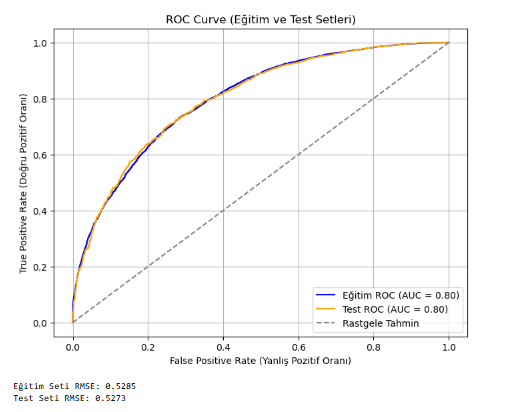 ROC Curve (Eğitim ve Test Setleri)
True Positive Rate (Doğru Pozitif Oranı)
1.0
0.8
0.6
0.4
0.2
0.0
Eğitim ROC (AUC = 0.80)
Test ROC (AUC = 0.80)
Rastgele Tahmin
0.0 0.2 0.4 0.6 0.8 1.0
False Positive Rate (Yanlış Pozitif Oranı)
Eğitim Seti RMSE: 0.5285
Test Seti RMSE: 0.5273